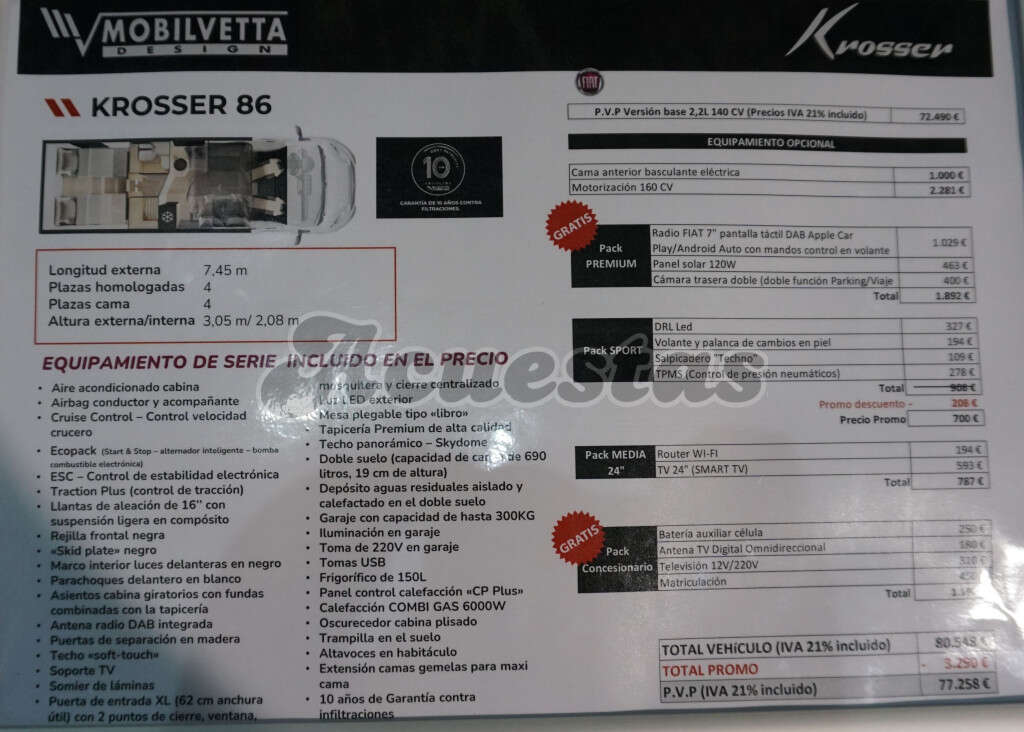 MOBILVETTA
DESIGN
Krosser
KROSSER 86
10
GARANTÍA DE 10 AÑOS CONTRA
FILTRACIONES.
Longitud externa 7,45 m
Plazas homologadas 4
Plazas cama 4
Altura externa/interna 3,05 m/ 2,08 m
EQUIPAMIENTO DE SERIE INCLUIDO EN EL PRECIO
• Aire acondicionado cabina
• Airbag conductor y acompañante
• Cruise Control – Control velocidad
crucero
• Ecopack (Start & Stop – alternador inteligente – bomba
combustible electrónica)
• ESC – Control de estabilidad electrónica
• Traction Plus (control de tracción)
• Llantas de aleación de 16’’ con
suspensión ligera en compósito
• Rejilla frontal negra
• «Skid plate» negro
• Marco interior luces delanteras en negro
• Parachoques delantero en blanco
• Asientos cabina giratorios con fundas
combinadas con la tapicería
• Antena radio DAB integrada
• Puertas de separación en madera
• Techo «soft-touch»
• Soporte TV
• Somier de láminas
• Puerta de entrada XL (62 cm anchura
útil) con 2 puntos de cierre, ventana,
mosquitera y cierre centralizado
• Luz LED exterior
• Mesa plegable tipo «libro»
• Tapicería Premium de alta calidad
• Techo panorámico – Skydome
• Doble suelo (capacidad de carga de 690
litros, 19 cm de altura)
• Depósito aguas residuales aislado y
calefactado en el doble suelo
• Garaje con capacidad de hasta 300KG
• Iluminación en garaje
• Toma de 220V en garaje
• Tomas USB
• Frigorífico de 150L
• Panel control calefacción «CP Plus»
• Calefacción COMBI GAS 6000W
• Oscurecedor cabina plisado
• Trampilla en el suelo
• Altavoces en habitáculo
• Extensión camas gemelas para maxi
cama
• 10 años de Garantía contra
infiltraciones
FIAT
P.V.P Versión base 2,2L 140 CV (Precios IVA 21% incluido) 72.490 €
EQUIPAMIENTO OPCIONAL
Cama anterior basculante eléctrica 1.000 €
Motorización 160 CV 2.281 €
GRATIS
Pack
PREMIUM
Radio FIAT 7" pantalla táctil DAB Apple Car
Play/Android Auto con mandos control en volante 1.029 €
Panel solar 120W 463 €
Cámara trasera doble (doble función Parking/Viaje 400 €
Total 1.892 €
Pack SPORT
DRL Led 327 €
Volante y palanca de cambios en piel 194 €
Salpicadero "Techno" 109 €
TPMS (Control de presión neumáticos) 278 €
Total 908 €
Promo descuento - 208 €
Precio Promo 700 €
Pack MEDIA
24"
Router WI-FI 194 €
TV 24" (SMART TV) 593 €
Total 787 €
GRATIS
Pack
Concesionario
Batería auxiliar célula
Antena TV Digital Omnidireccional
Televisión 12V/220V
Matriculación
Total
TOTAL VEHÍCULO (IVA 21% incluido) 80.548 €
TOTAL PROMO - 3.290 €
P.V.P (IVA 21% incluido) 77.258 €
Acuestas